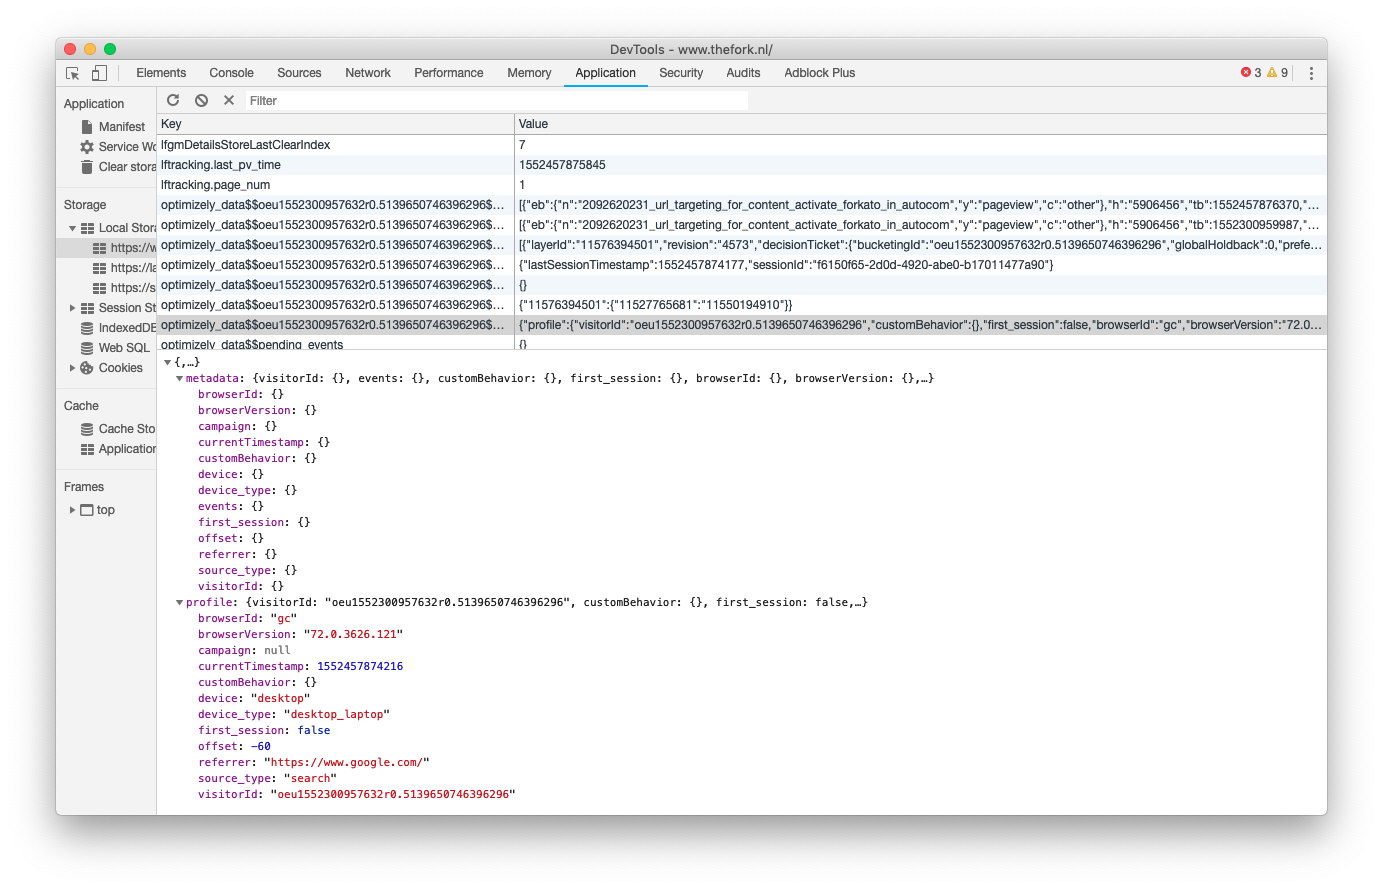 DevTools - www.thefork.nl/
Elements Console Sources Network Performance Memory Application Security Audits Adblock Plus 3 9
Application
Manifest
Service Wo
Clear stora
Storage
Local Stora
https://w
https://la
https://s
Session St
IndexedDB
Web SQL
Cookies
Cache
Cache Sto
Application
Frames
top
Filter
Key Value
lfgmDetailsStoreLastClearIndex 7
lftracking.last_pv_time 1552457875845
lftracking.page_num 1
optimizely_data$$oeu1552300957632r0.5139650746396296$… [{"eb":{"n":"2092620231_url_targeting_for_content_activate_forkato_in_autocom","y":"pageview","c":"other"},"h":"5906456","tb":1552457876370,"…
optimizely_data$$oeu1552300957632r0.5139650746396296$… [{"eb":{"n":"2092620231_url_targeting_for_content_activate_forkato_in_autocom","y":"pageview","c":"other"},"h":"5906456","tb":1552300959987,"…
optimizely_data$$oeu1552300957632r0.5139650746396296$… [{"layerId":"11576394501","revision":"4573","decisionTicket":{"bucketingId":"oeu1552300957632r0.5139650746396296","globalHoldback":0,"prefe…
optimizely_data$$oeu1552300957632r0.5139650746396296$… {"lastSessionTimestamp":1552457874177,"sessionId":"f6150f65-2d0d-4920-abe0-b17011477a90"}
optimizely_data$$oeu1552300957632r0.5139650746396296$… {}
optimizely_data$$oeu1552300957632r0.5139650746396296$… {"11576394501":{"11527765681":"11550194910"}}
optimizely_data$$oeu1552300957632r0.5139650746396296$… {"profile":{"visitorId":"oeu1552300957632r0.5139650746396296","customBehavior":{},"first_session":false,"browserId":"gc","browserVersion":"72.0…
optimizely_data$$pending_events {}
{,…}
metadata: {visitorId: {}, events: {}, customBehavior: {}, first_session: {}, browserId: {}, browserVersion: {},…}
browserId: {}
browserVersion: {}
campaign: {}
currentTimestamp: {}
customBehavior: {}
device: {}
device_type: {}
events: {}
first_session: {}
offset: {}
referrer: {}
source_type: {}
visitorId: {}
profile: {visitorId: "oeu1552300957632r0.5139650746396296", customBehavior: {}, first_session: false,…}
browserId: "gc"
browserVersion: "72.0.3626.121"
campaign: null
currentTimestamp: 1552457874216
customBehavior: {}
device: "desktop"
device_type: "desktop_laptop"
first_session: false
offset: -60
referrer: "https://www.google.com/"
source_type: "search"
visitorId: "oeu1552300957632r0.5139650746396296"